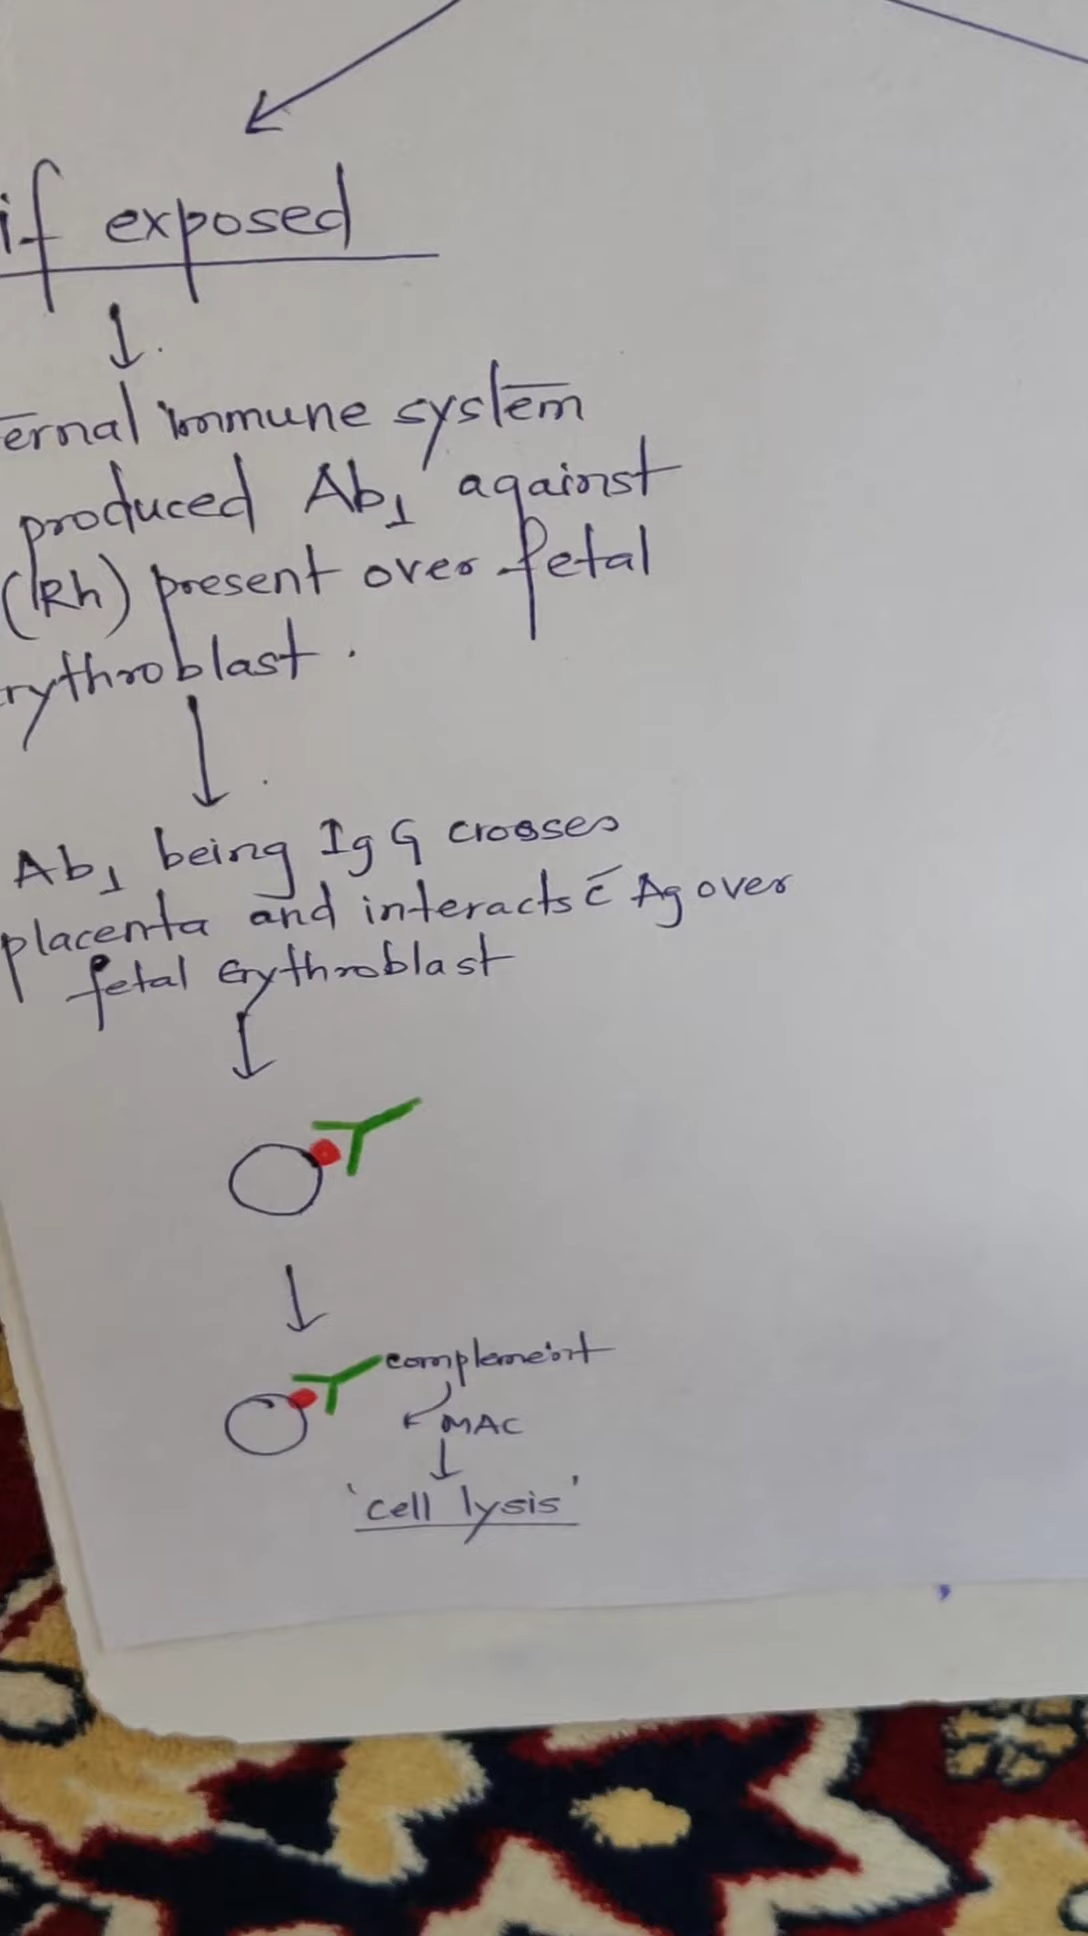 if exposed
ernal immune system
produced Ab1 against
(Rh) present over fetal
rythroblast.
Ab1 being IgG crosses
placenta and interacts c̄ Ag over
fetal Erythroblast
complement
MAC
'cell lysis'